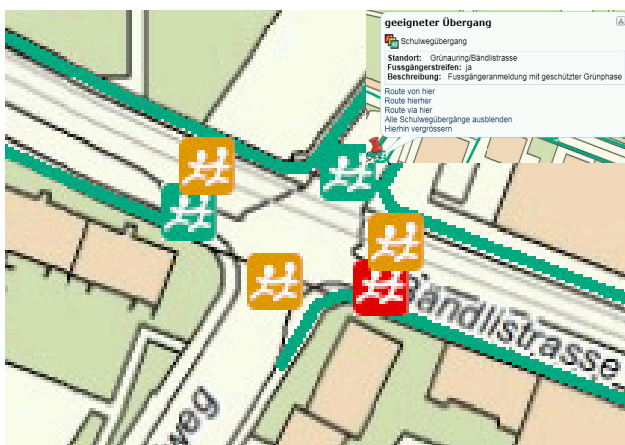 geeigneter Übergang
Schulwegübergang
Standort: Grünauring/Bändlistrasse
Fussgängerstreifen: ja
Beschreibung: Fussgängeranmeldung mit geschützter Grünphase
Route von hier
Route hierher
Route via hier
Alle Schulwegübergänge ausblenden
Hierhin vergrössern
Bändlistrasse
weg